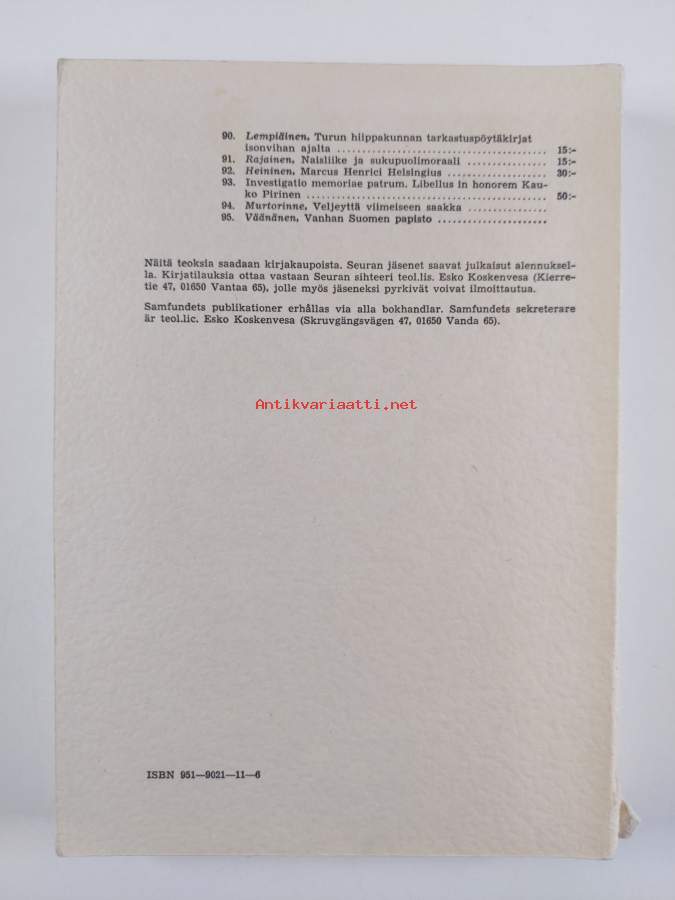 90. Lempiäinen, Turun hiippakunnan tarkastuspöytäkirjat
isonvihan ajalta .................................... 15:-
91. Rajainen, Naisliike ja sukupuolimoraali ............... 15:-
92. Heininen, Marcus Henrici Helsingius ................... 30:-
93. Investigatio memoriae patrum. Libellus in honorem Kau-
ko Pirinen .......................................... 50:-
94. Murtorinne, Veljeyttä viimeiseen saakka ...............
95. Väänänen, Vanhan Suomen papisto ...................
Näitä teoksia saadaan kirjakaupoista. Seuran jäsenet saavat julkaisut alennuksel-
la. Kirjatilauksia ottaa vastaan Seuran sihteeri teol.lis. Esko Koskenvesa (Kierre-
tie 47, 01650 Vantaa 65), jolle myös jäseneksi pyrkivät voivat ilmoittautua.
Samfundets publikationer erhållas via alla bokhandlar. Samfundets sekreterare
är teol.lic. Esko Koskenvesa (Skruvgängsvägen 47, 01650 Vanda 65).
Antikvariaatti.net
ISBN 951—9021—11—6